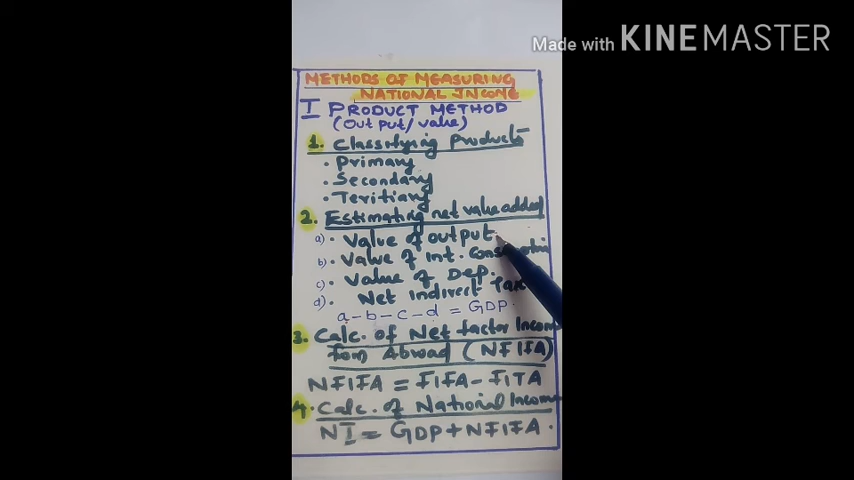 Made with KINEMASTER
METHODS OF MEASURING
NATIONAL INCOME
I PRODUCT METHOD
(Output/value)
1. Classifying Products
• Primary
• Secondary
• Teritiary
2. Estimating net value added
a) • Value of output
b) • Value of Int.
c) • Value of Dep.
d) • Net Indirect Tax
a - b - c - d = GDP.
3. Calc. of Net factor Incom
from Abroad (NFIFA)
NFIFA = FIFA - FITA
4. Calc. of National Income
NI = GDP + NFIFA.